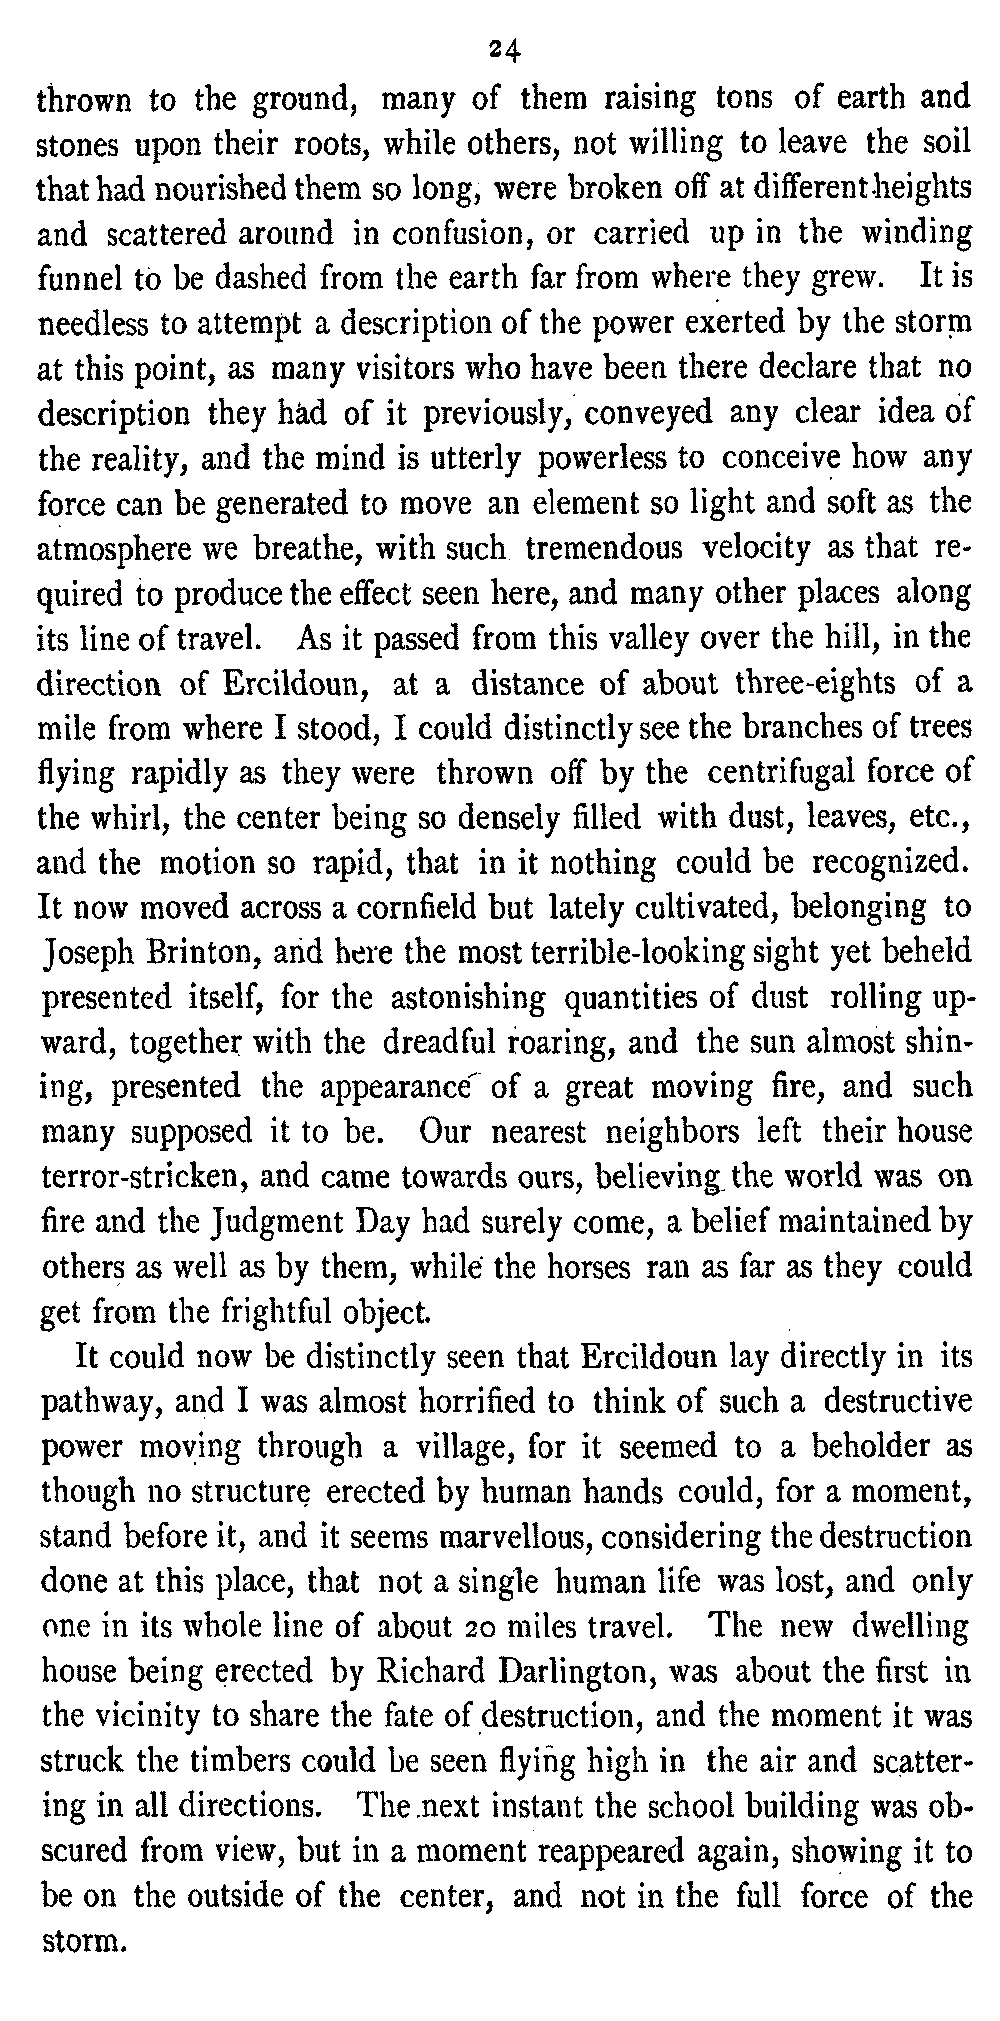 24
thrown to the ground, many of them raising tons of earth and
stones upon their roots, while others, not willing to leave the soil
that had nourished them so long, were broken off at different heights
and scattered around in confusion, or carried up in the winding
funnel to be dashed from the earth far from where they grew. It is
needless to attempt a description of the power exerted by the storm
at this point, as many visitors who have been there declare that no
description they had of it previously, conveyed any clear idea of
the reality, and the mind is utterly powerless to conceive how any
force can be generated to move an element so light and soft as the
atmosphere we breathe, with such tremendous velocity as that re-
quired to produce the effect seen here, and many other places along
its line of travel. As it passed from this valley over the hill, in the
direction of Ercildoun, at a distance of about three-eights of a
mile from where I stood, I could distinctly see the branches of trees
flying rapidly as they were thrown off by the centrifugal force of
the whirl, the center being so densely filled with dust, leaves, etc.,
and the motion so rapid, that in it nothing could be recognized.
It now moved across a cornfield but lately cultivated, belonging to
Joseph Brinton, and here the most terrible-looking sight yet beheld
presented itself, for the astonishing quantities of dust rolling up-
ward, together with the dreadful roaring, and the sun almost shin-
ing, presented the appearance of a great moving fire, and such
many supposed it to be. Our nearest neighbors left their house
terror-stricken, and came towards ours, believing the world was on
fire and the Judgment Day had surely come, a belief maintained by
others as well as by them, while the horses ran as far as they could
get from the frightful object.
It could now be distinctly seen that Ercildoun lay directly in its
pathway, and I was almost horrified to think of such a destructive
power moving through a village, for it seemed to a beholder as
though no structure erected by human hands could, for a moment,
stand before it, and it seems marvellous, considering the destruction
done at this place, that not a single human life was lost, and only
one in its whole line of about 20 miles travel. The new dwelling
house being erected by Richard Darlington, was about the first in
the vicinity to share the fate of destruction, and the moment it was
struck the timbers could be seen flying high in the air and scatter-
ing in all directions. The next instant the school building was ob-
scured from view, but in a moment reappeared again, showing it to
be on the outside of the center, and not in the full force of the
storm.